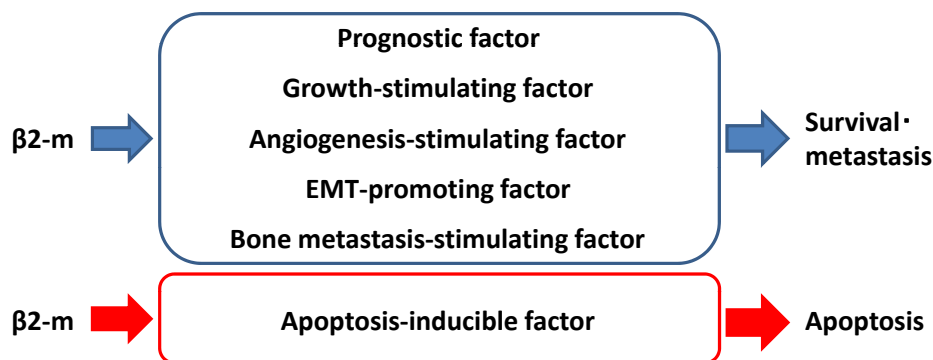 β2-m
Prognostic factor
Growth-stimulating factor
Angiogenesis-stimulating factor
EMT-promoting factor
Bone metastasis-stimulating factor
Survival・
metastasis
β2-m
Apoptosis-inducible factor
Apoptosis